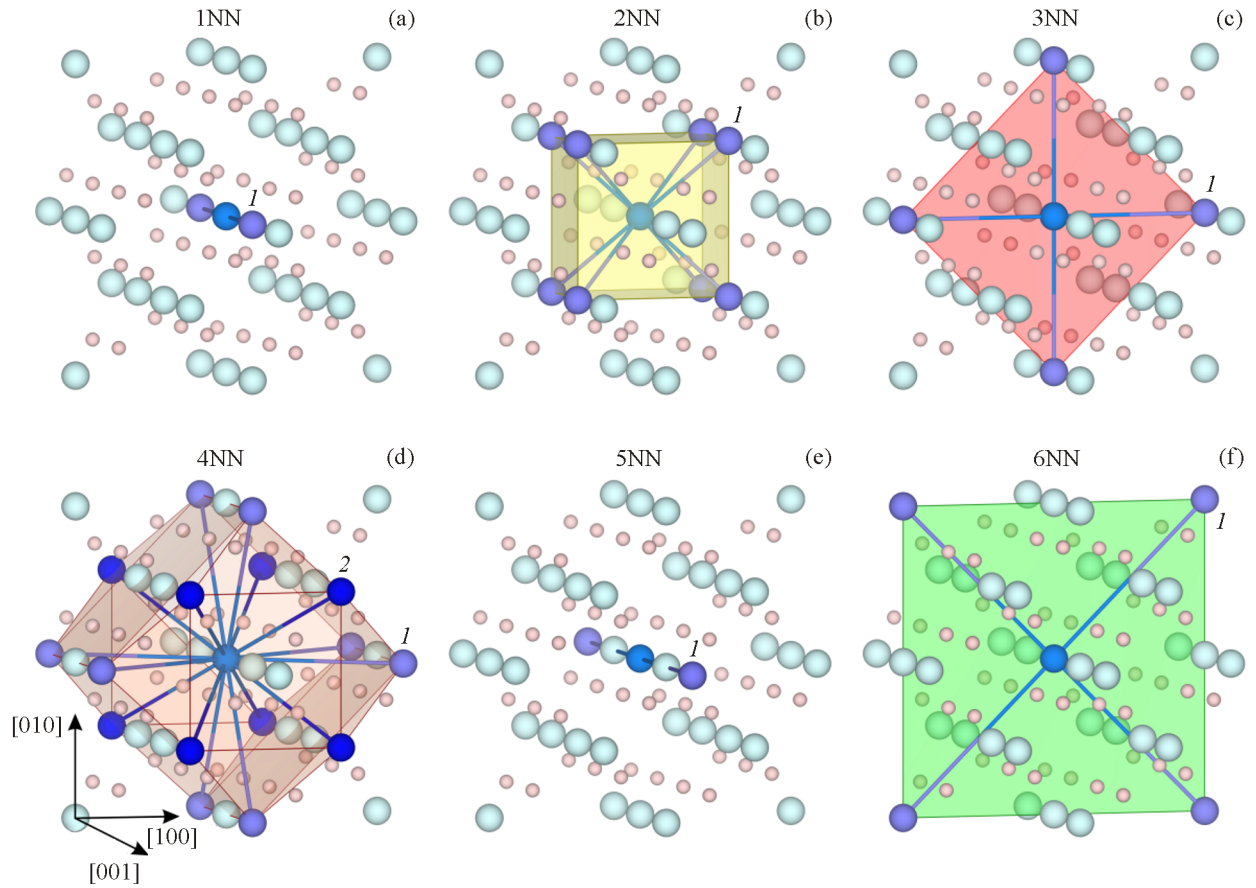 1NN (a)
1
2NN (b)
1
3NN (c)
1
4NN (d)
2
1
[010]
[100]
[001]
5NN (e)
1
6NN (f)
1